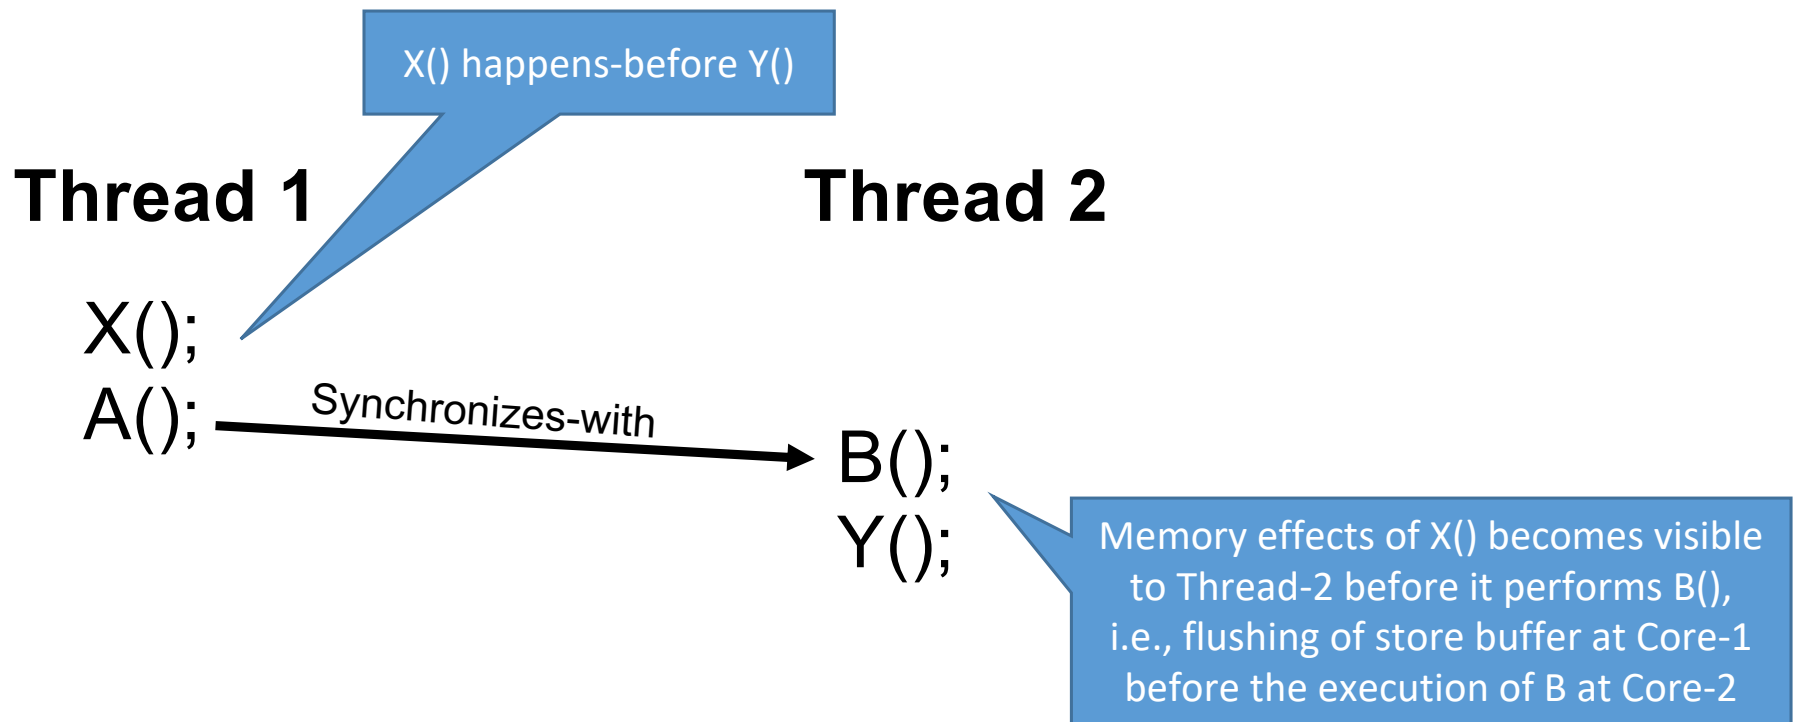 X() happens-before Y()
Thread 1
Thread 2
X();
A();
Synchronizes-with
B();
Y();
Memory effects of X() becomes visible
to Thread-2 before it performs B(),
i.e., flushing of store buffer at Core-1
before the execution of B at Core-2